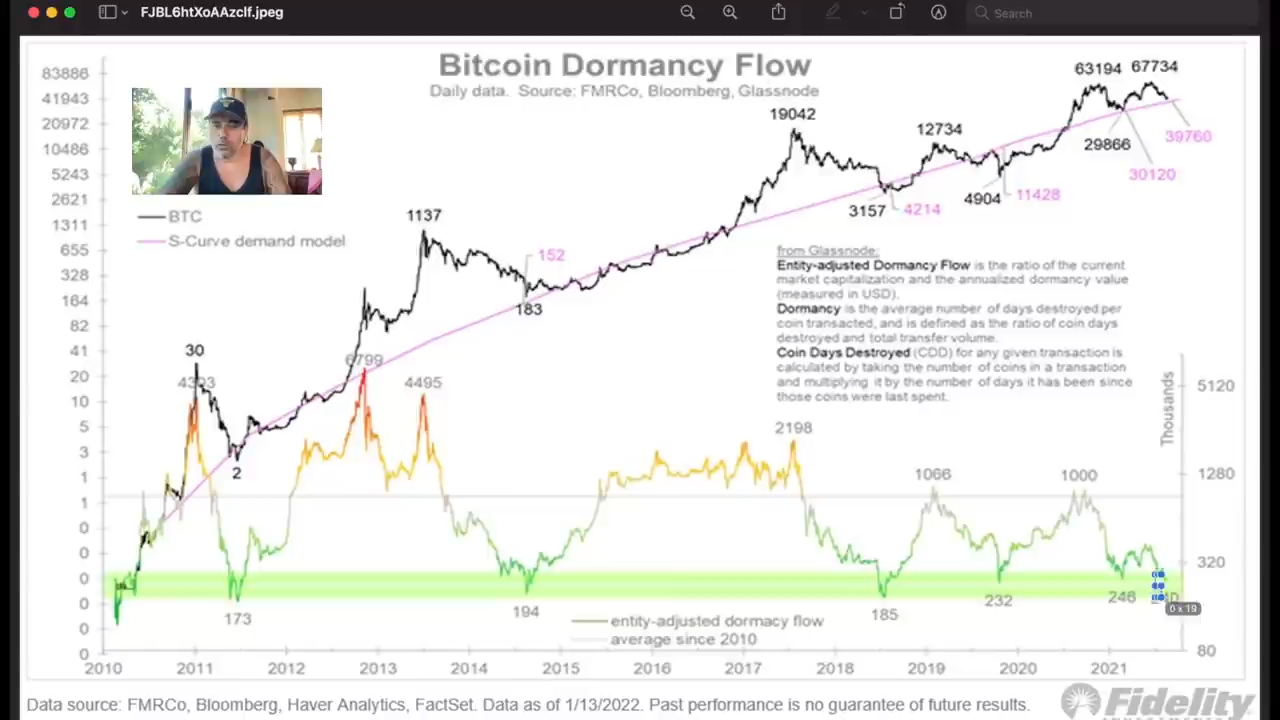 FJBL6htXoAAzclf.jpeg
Search
Bitcoin Dormancy Flow
Daily data. Source: FMRCo, Bloomberg, Glassnode
83886
41943
20972
10486
5243
2621
1311
655
328
164
82
41
20
10
5
3
1
1
0
0
0
0
0
0
BTC
S-Curve demand model
30
4393
2
1137
6799
4495
152
183
19042
2198
3157
4214
12734
4904
11428
63194
67734
29866
30120
39760
from Glassnode:
Entity-adjusted Dormancy Flow is the ratio of the current
market capitalization and the annualized dormancy value
(measured in USD).
Dormancy is the average number of days destroyed per
coin transacted, and is defined as the ratio of coin days
destroyed and total transfer volume.
Coin Days Destroyed (CDD) for any given transaction is
calculated by taking the number of coins in a transaction
and multiplying it by the number of days it has been since
those coins were last spent.
Thousands
5120
1280
320
80
1066
1000
173
194
185
232
246
0 x 19
entity-adjusted dormacy flow
average since 2010
2010 2011 2012 2013 2014 2015 2016 2017 2018 2019 2020 2021
Data source: FMRCo, Bloomberg, Haver Analytics, FactSet. Data as of 1/13/2022. Past performance is no guarantee of future results.
Fidelity